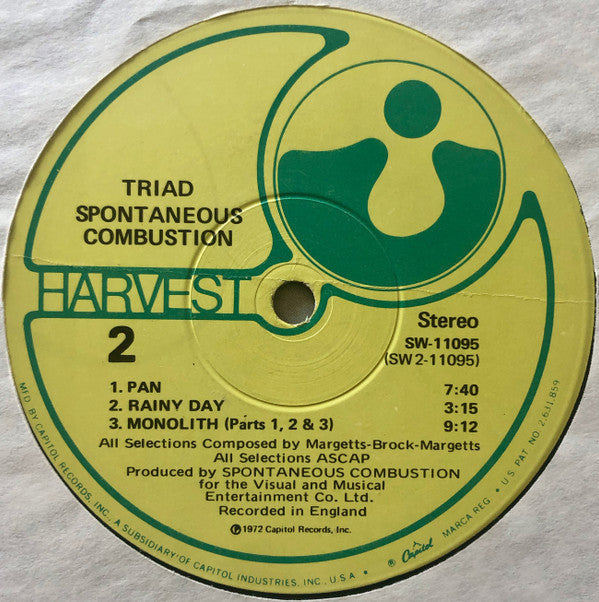 TRIAD
SPONTANEOUS
COMBUSTION
HARVEST
2
Stereo
SW-11095
(SW2-11095)
1. PAN 7:40
2. RAINY DAY 3:15
3. MONOLITH (Parts 1, 2 & 3) 9:12
All Selections Composed by Margetts-Brock-Margetts
All Selections ASCAP
Produced by SPONTANEOUS COMBUSTION
for the Visual and Musical
Entertainment Co. Ltd.
Recorded in England
℗1972 Capitol Records, Inc.
MFD. BY CAPITOL RECORDS, INC., A SUBSIDIARY OF CAPITOL INDUSTRIES, INC., U.S.A. • ® Capitol MARCA REG. • U.S. PAT. NO. 2,631,859